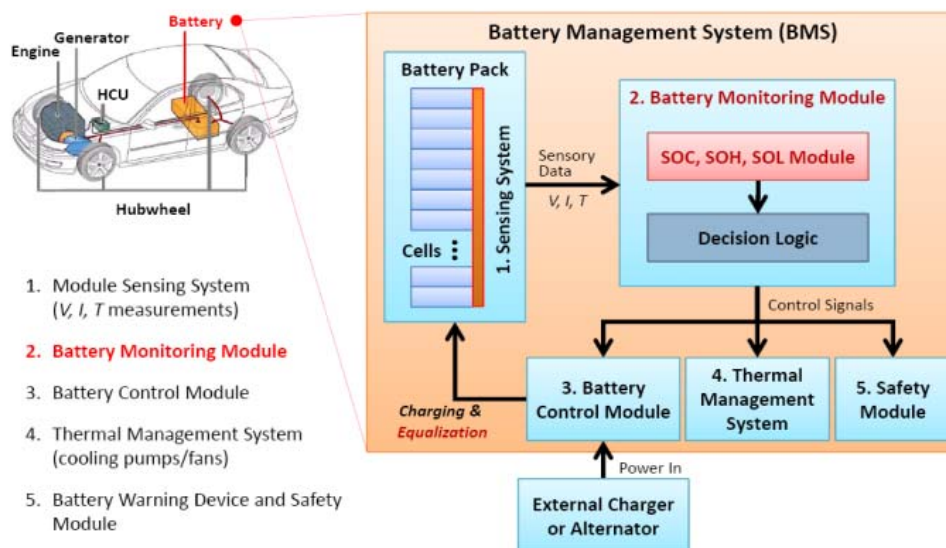 Battery
Generator
Engine
HCU
Hubwheel
1. Module Sensing System
(V, I, T measurements)
2. Battery Monitoring Module
3. Battery Control Module
4. Thermal Management System
(cooling pumps/fans)
5. Battery Warning Device and Safety
Module
Battery Management System (BMS)
Battery Pack
1. Sensing System
Cells
Sensory
Data
V, I, T
2. Battery Monitoring Module
SOC, SOH, SOL Module
Decision Logic
Control Signals
Charging &
Equalization
3. Battery
Control Module
4. Thermal
Management
System
5. Safety
Module
Power In
External Charger
or Alternator